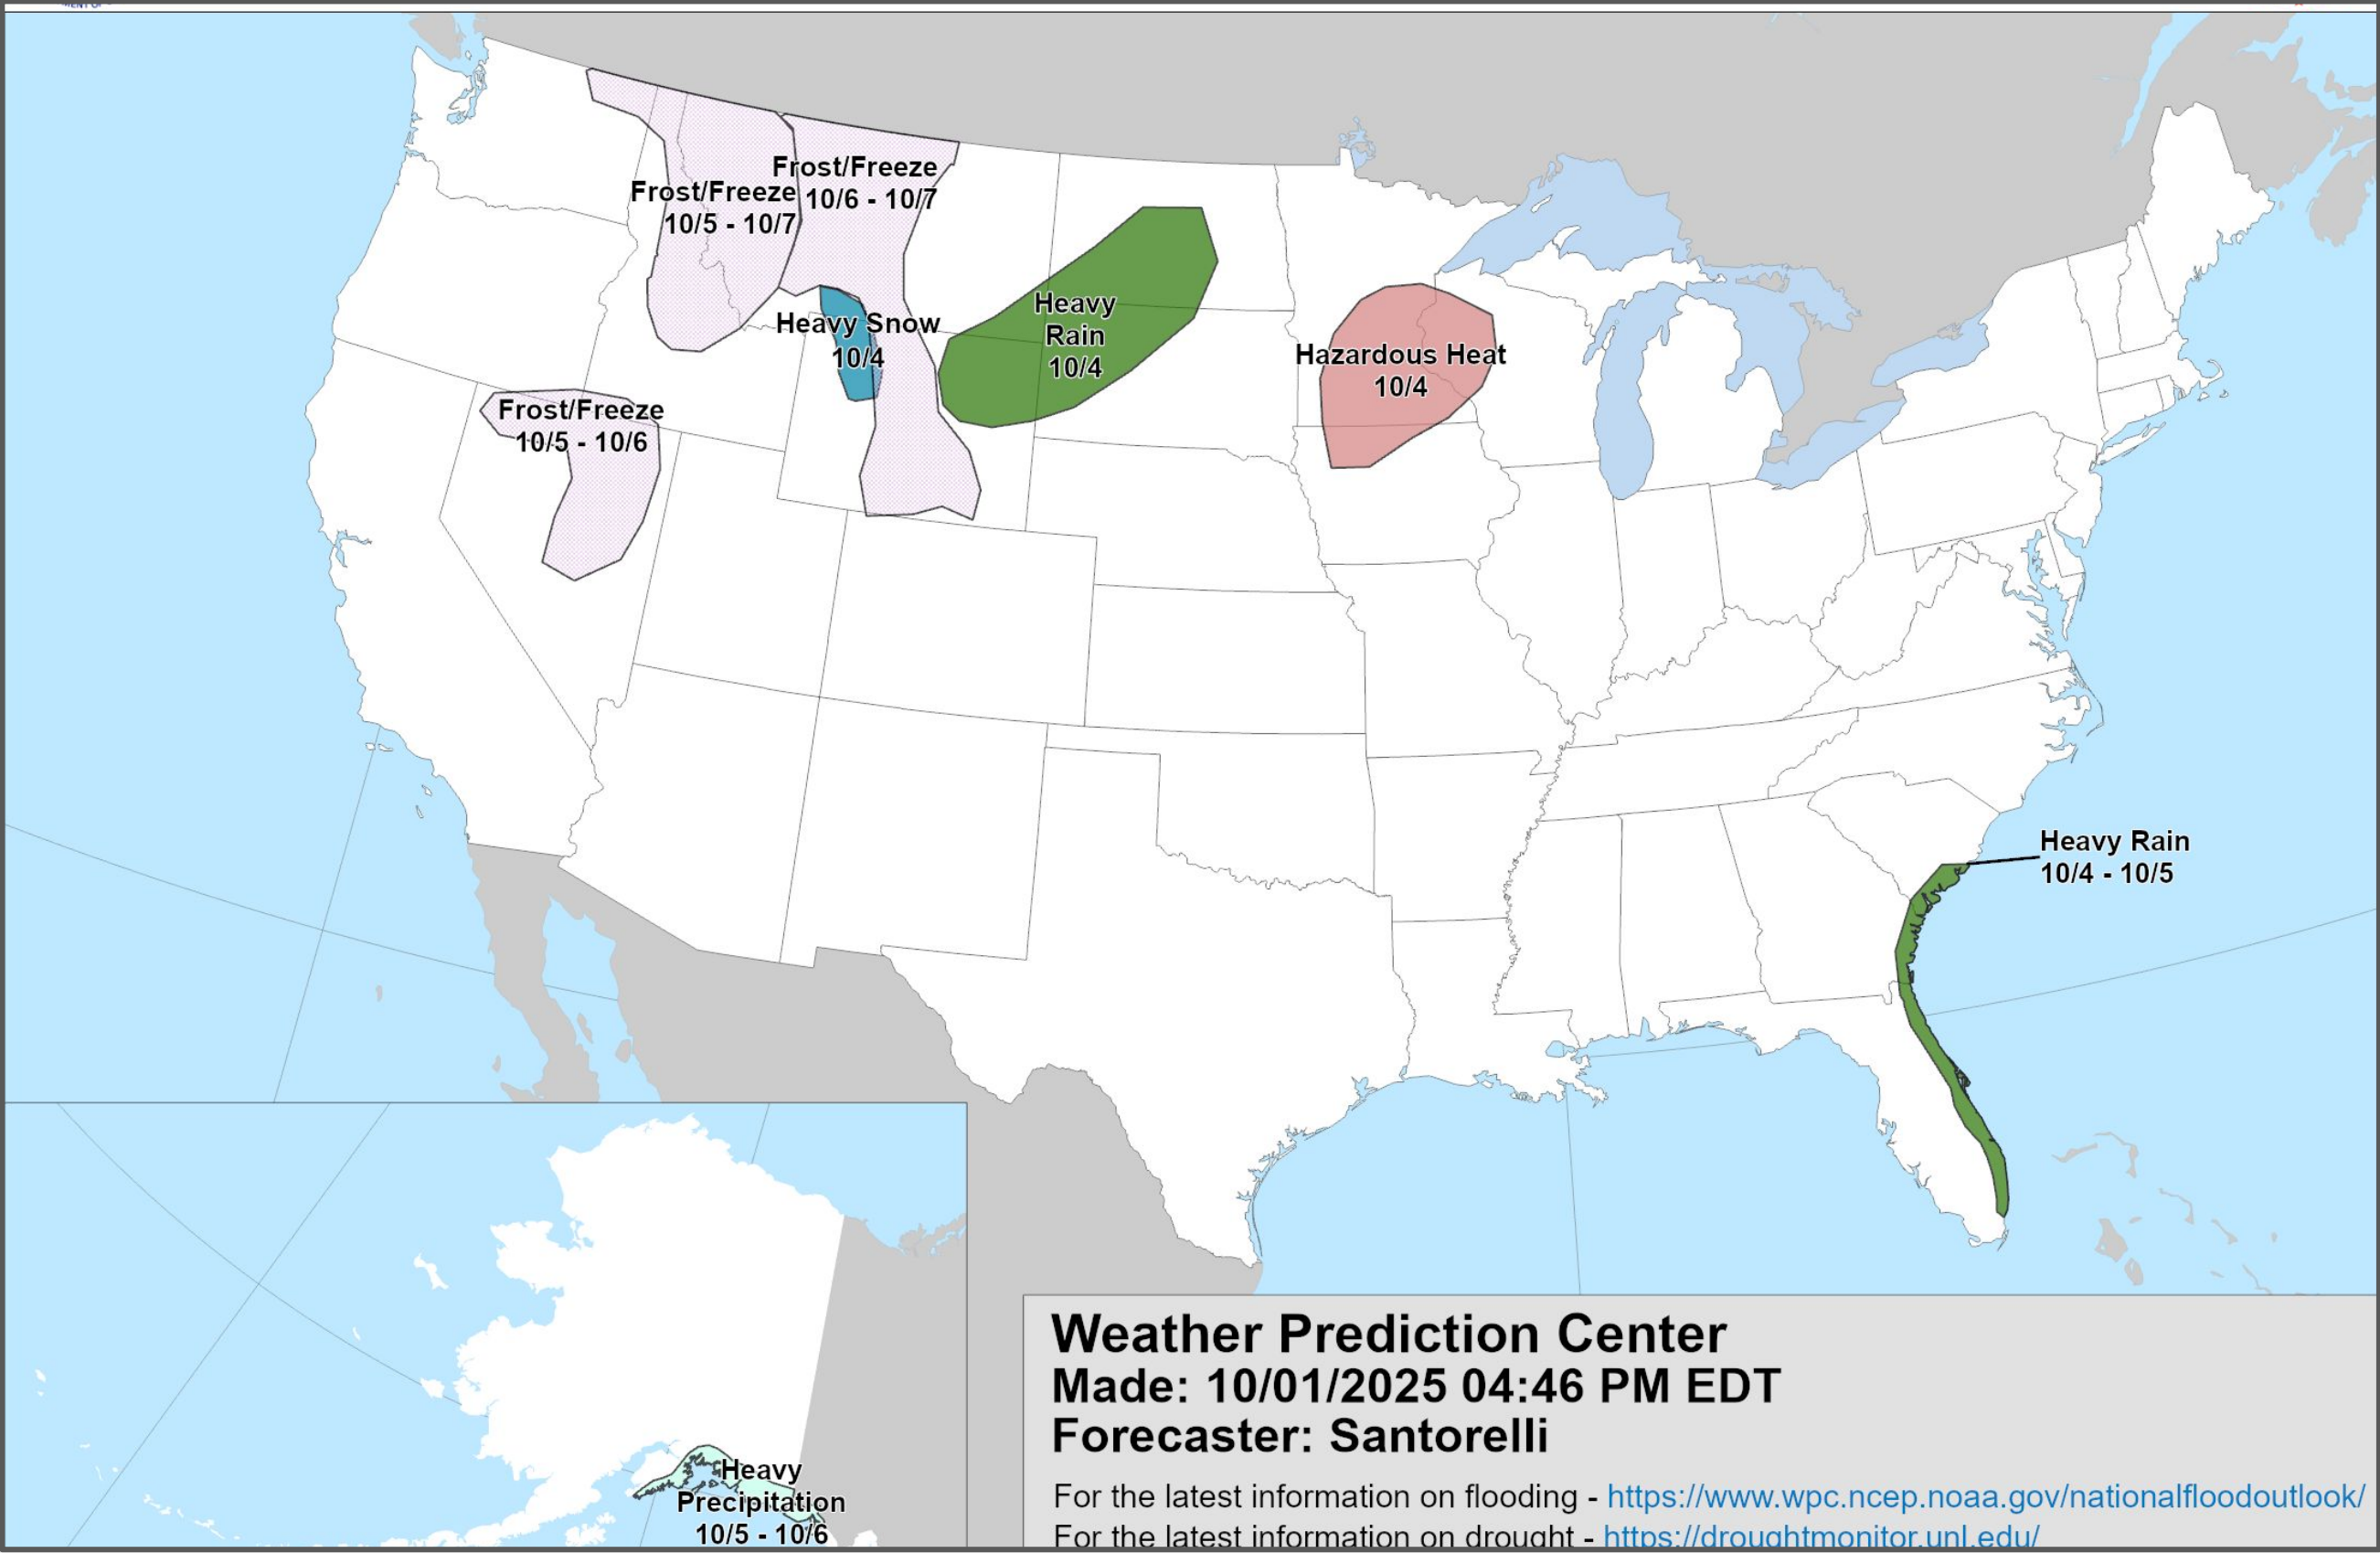 Frost/Freeze
10/5 - 10/7
Frost/Freeze
10/6 - 10/7
Heavy Snow
10/4
Heavy
Rain
10/4
Hazardous Heat
10/4
Frost/Freeze
10/5 - 10/6
Heavy Rain
10/4 - 10/5
Heavy
Precipitation
10/5 - 10/6
Weather Prediction Center
Made: 10/01/2025 04:46 PM EDT
Forecaster: Santorelli
For the latest information on flooding - https://www.wpc.ncep.noaa.gov/nationalfloodoutlook/
For the latest information on drought - https://droughtmonitor.unl.edu/